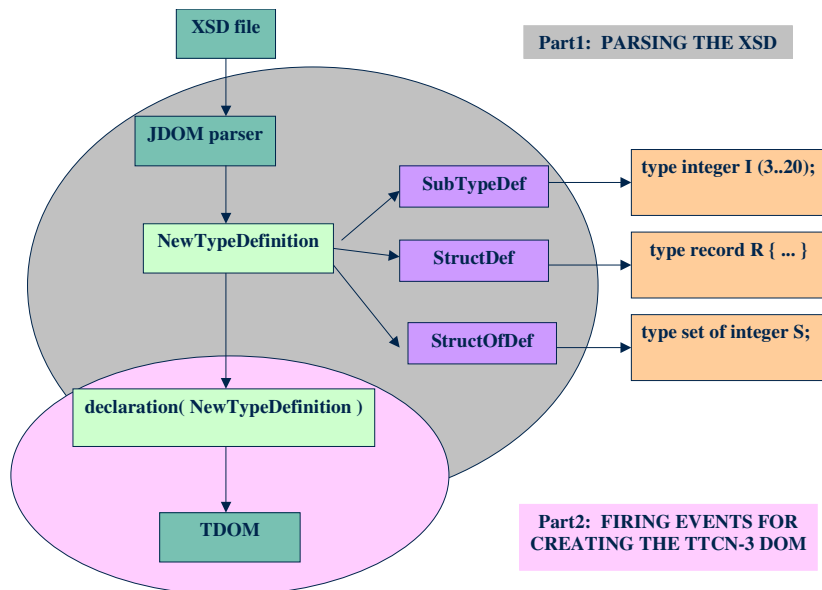 XSD file
Part1: PARSING THE XSD
JDOM parser
SubTypeDef
type integer I (3..20);
NewTypeDefinition
StructDef
type record R { ... }
StructOfDef
type set of integer S;
declaration( NewTypeDefinition )
TDOM
Part2: FIRING EVENTS FOR
CREATING THE TTCN-3 DOM